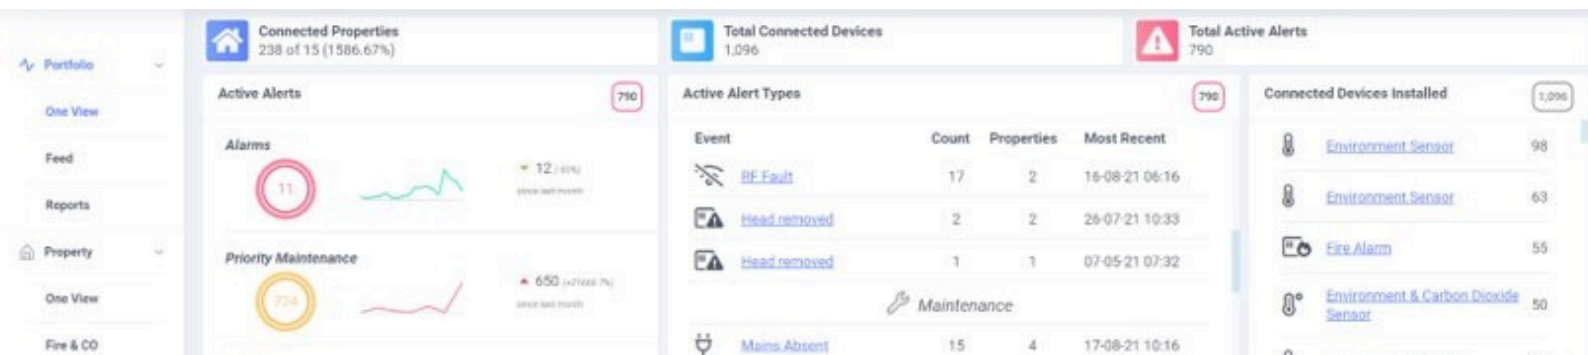 Connected Properties
238 of 15 (1586.67%)
Total Connected Devices
1,096
Total Active Alerts
790
Portfolio
One View
Feed
Reports
Property
One View
Fire & CO
Active Alerts
790
Alarms
11
12
since last month
Priority Maintenance
724
650
since last month
Active Alert Types
790
Event Count Properties Most Recent
RF Fault 17 2 16-08-21 06:16
Head removed 2 2 26-07-21 10:33
Head removed 1 1 07-05-21 07:32
Maintenance
Mains Absent 15 4 17-08-21 10:16
Connected Devices Installed
1,096
Environment Sensor 98
Environment Sensor 63
Fire Alarm 55
Environment & Carbon Dioxide
Sensor 50